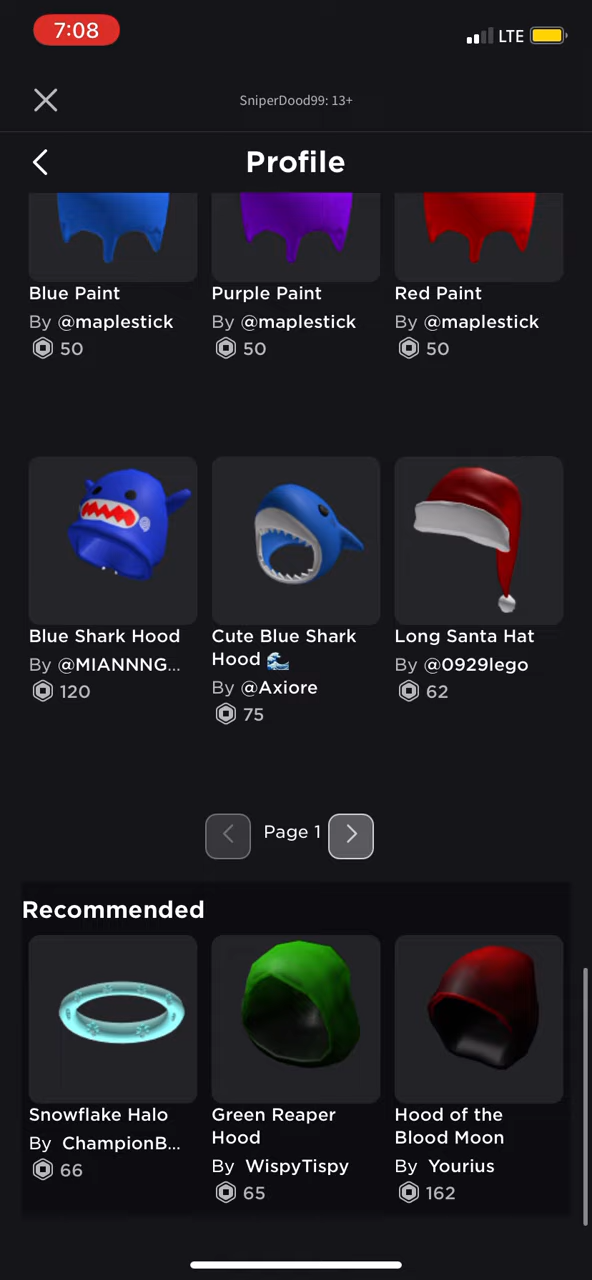 7:08
LTE
SniperDood99: 13+
Profile
Blue Paint
Purple Paint
Red Paint
By @maplestick
By @maplestick
By @maplestick
50
50
50
Blue Shark Hood
By @MIANNNG...
120
Cute Blue Shark
Hood 🌊
By @Axiore
75
Long Santa Hat
By @0929lego
62
Page 1
Recommended
Snowflake Halo
By ChampionB...
66
Green Reaper
Hood
By WispyTispy
65
Hood of the
Blood Moon
By Yourius
162